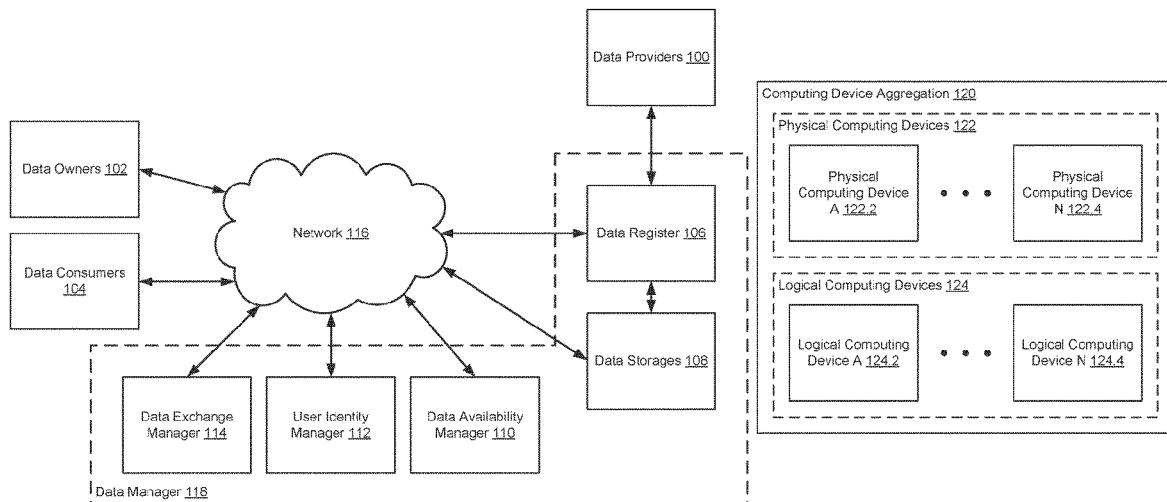 Data Providers 100
Computing Device Aggregation 120
Physical Computing Devices 122
Data Owners 102
Physical
Computing Device
A 122.2
• • •
Physical
Computing Device
N 122.4
Network 116
Data Register 106
Data Consumers
104
Logical Computing Devices 124
Logical Computing
Device A 124.2
• • •
Logical Computing
Device N 124.4
Data Storages 108
Data Exchange
Manager 114
User Identity
Manager 112
Data Availability
Manager 110
Data Manager 118